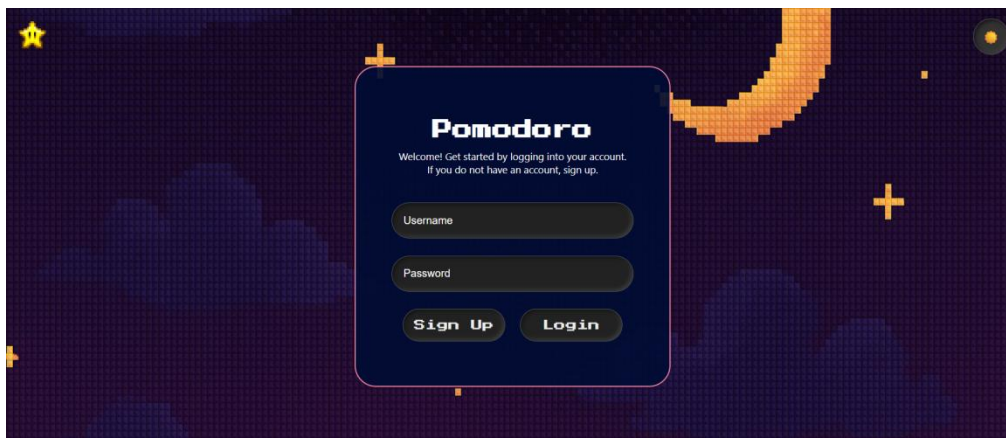 Pomodoro
Welcome! Get started by logging into your account.
If you do not have an account, sign up.
Username
Password
Sign Up Login